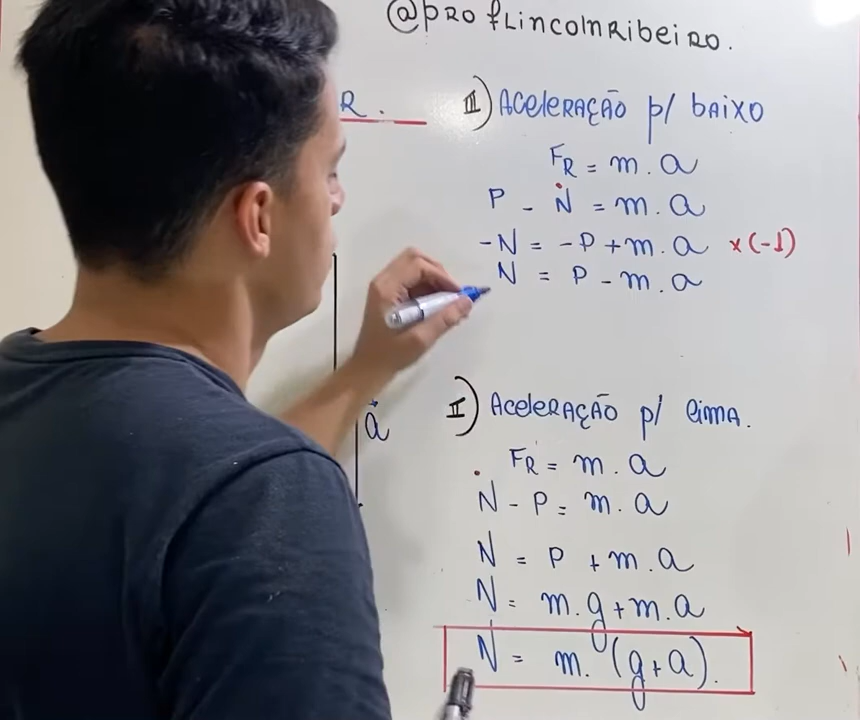 @PROfLincolnRibeiro.
R.
II) AcelerAção p/ bAixo
FR = m.a
P - N = m.a
-N = -P + m.a x(-1)
N = P - m.a
a
I) AcelerAção p/ cimA.
FR = m.a
N - P = m.a
N = P + m.a
N = m.g + m.a
N = m.(g+a).